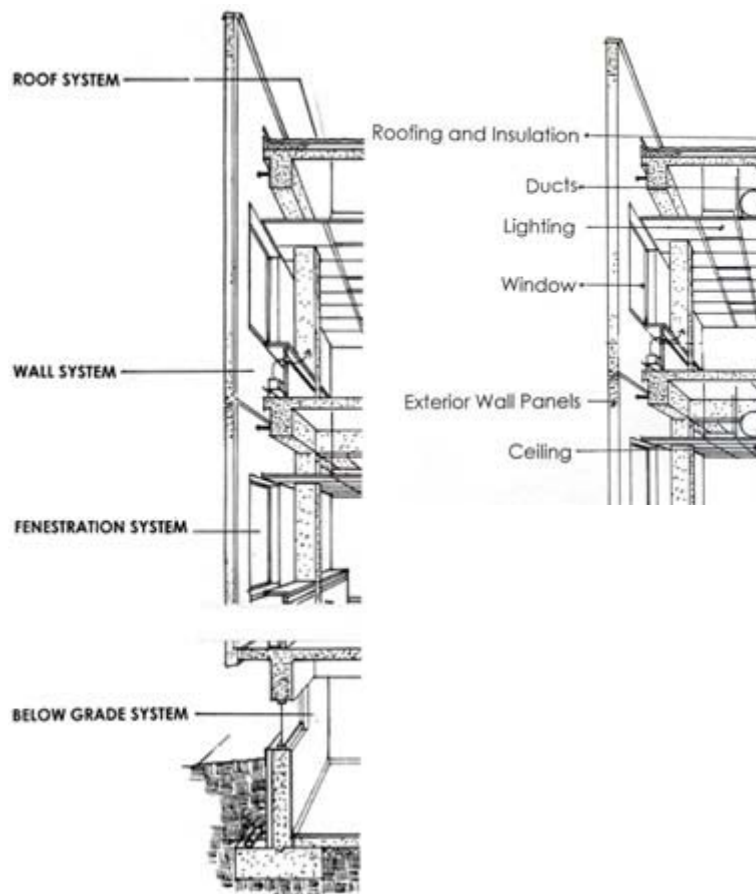 ROOF SYSTEM
WALL SYSTEM
FENESTRATION SYSTEM
BELOW GRADE SYSTEM
Roofing and Insulation
Ducts
Lighting
Window
Exterior Wall Panels
Ceiling